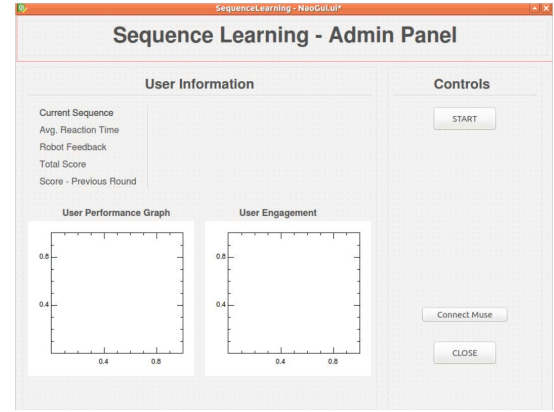 SequenceLearning - NaoGui.ui*
Sequence Learning - Admin Panel
User Information
Current Sequence
Avg. Reaction Time
Robot Feedback
Total Score
Score - Previous Round
User Performance Graph
0.8
0.4
0.4 0.8
User Engagement
0.8
0.4
0.4 0.8
Controls
START
Connect Muse
CLOSE